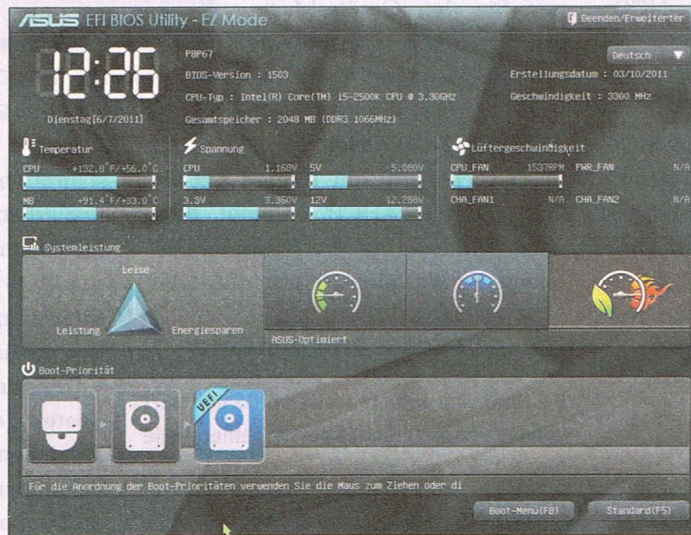 ASUS EFI BIOS Utility - EZ Mode
Beenden/Erweiterter
12:26
Dienstag[6/7/2011]
P8P67
Deutsch
BIOS-Version : 1503
Erstellungsdatum : 03/10/2011
CPU-Typ : Intel(R) Core(TM) i5-2500K CPU @ 3.30GHz
Geschwindigkeit : 3300 MHz
Gesamtspeicher : 2048 MB (DDR3 1066MHz)
Temperatur
CPU +132.8°F/+56.0°C
MB +91.4°F/+33.0°C
Spannung
CPU 1.168V 5V 5.080V
3.3V 3.360V 12V 12.288V
Lüftergeschwindigkeit
CPU_FAN 1537RPM PWR_FAN N/A
CHA_FAN1 N/A CHA_FAN2 N/A
Systemleistung
Leise
Leistung Energiesparen
ASUS-Optimiert
Boot-Priorität
UEFI
Für die Anordnung der Boot-Prioritäten verwenden Sie die Maus zum Ziehen oder di
Boot-Menü(F8) Standard(F5)